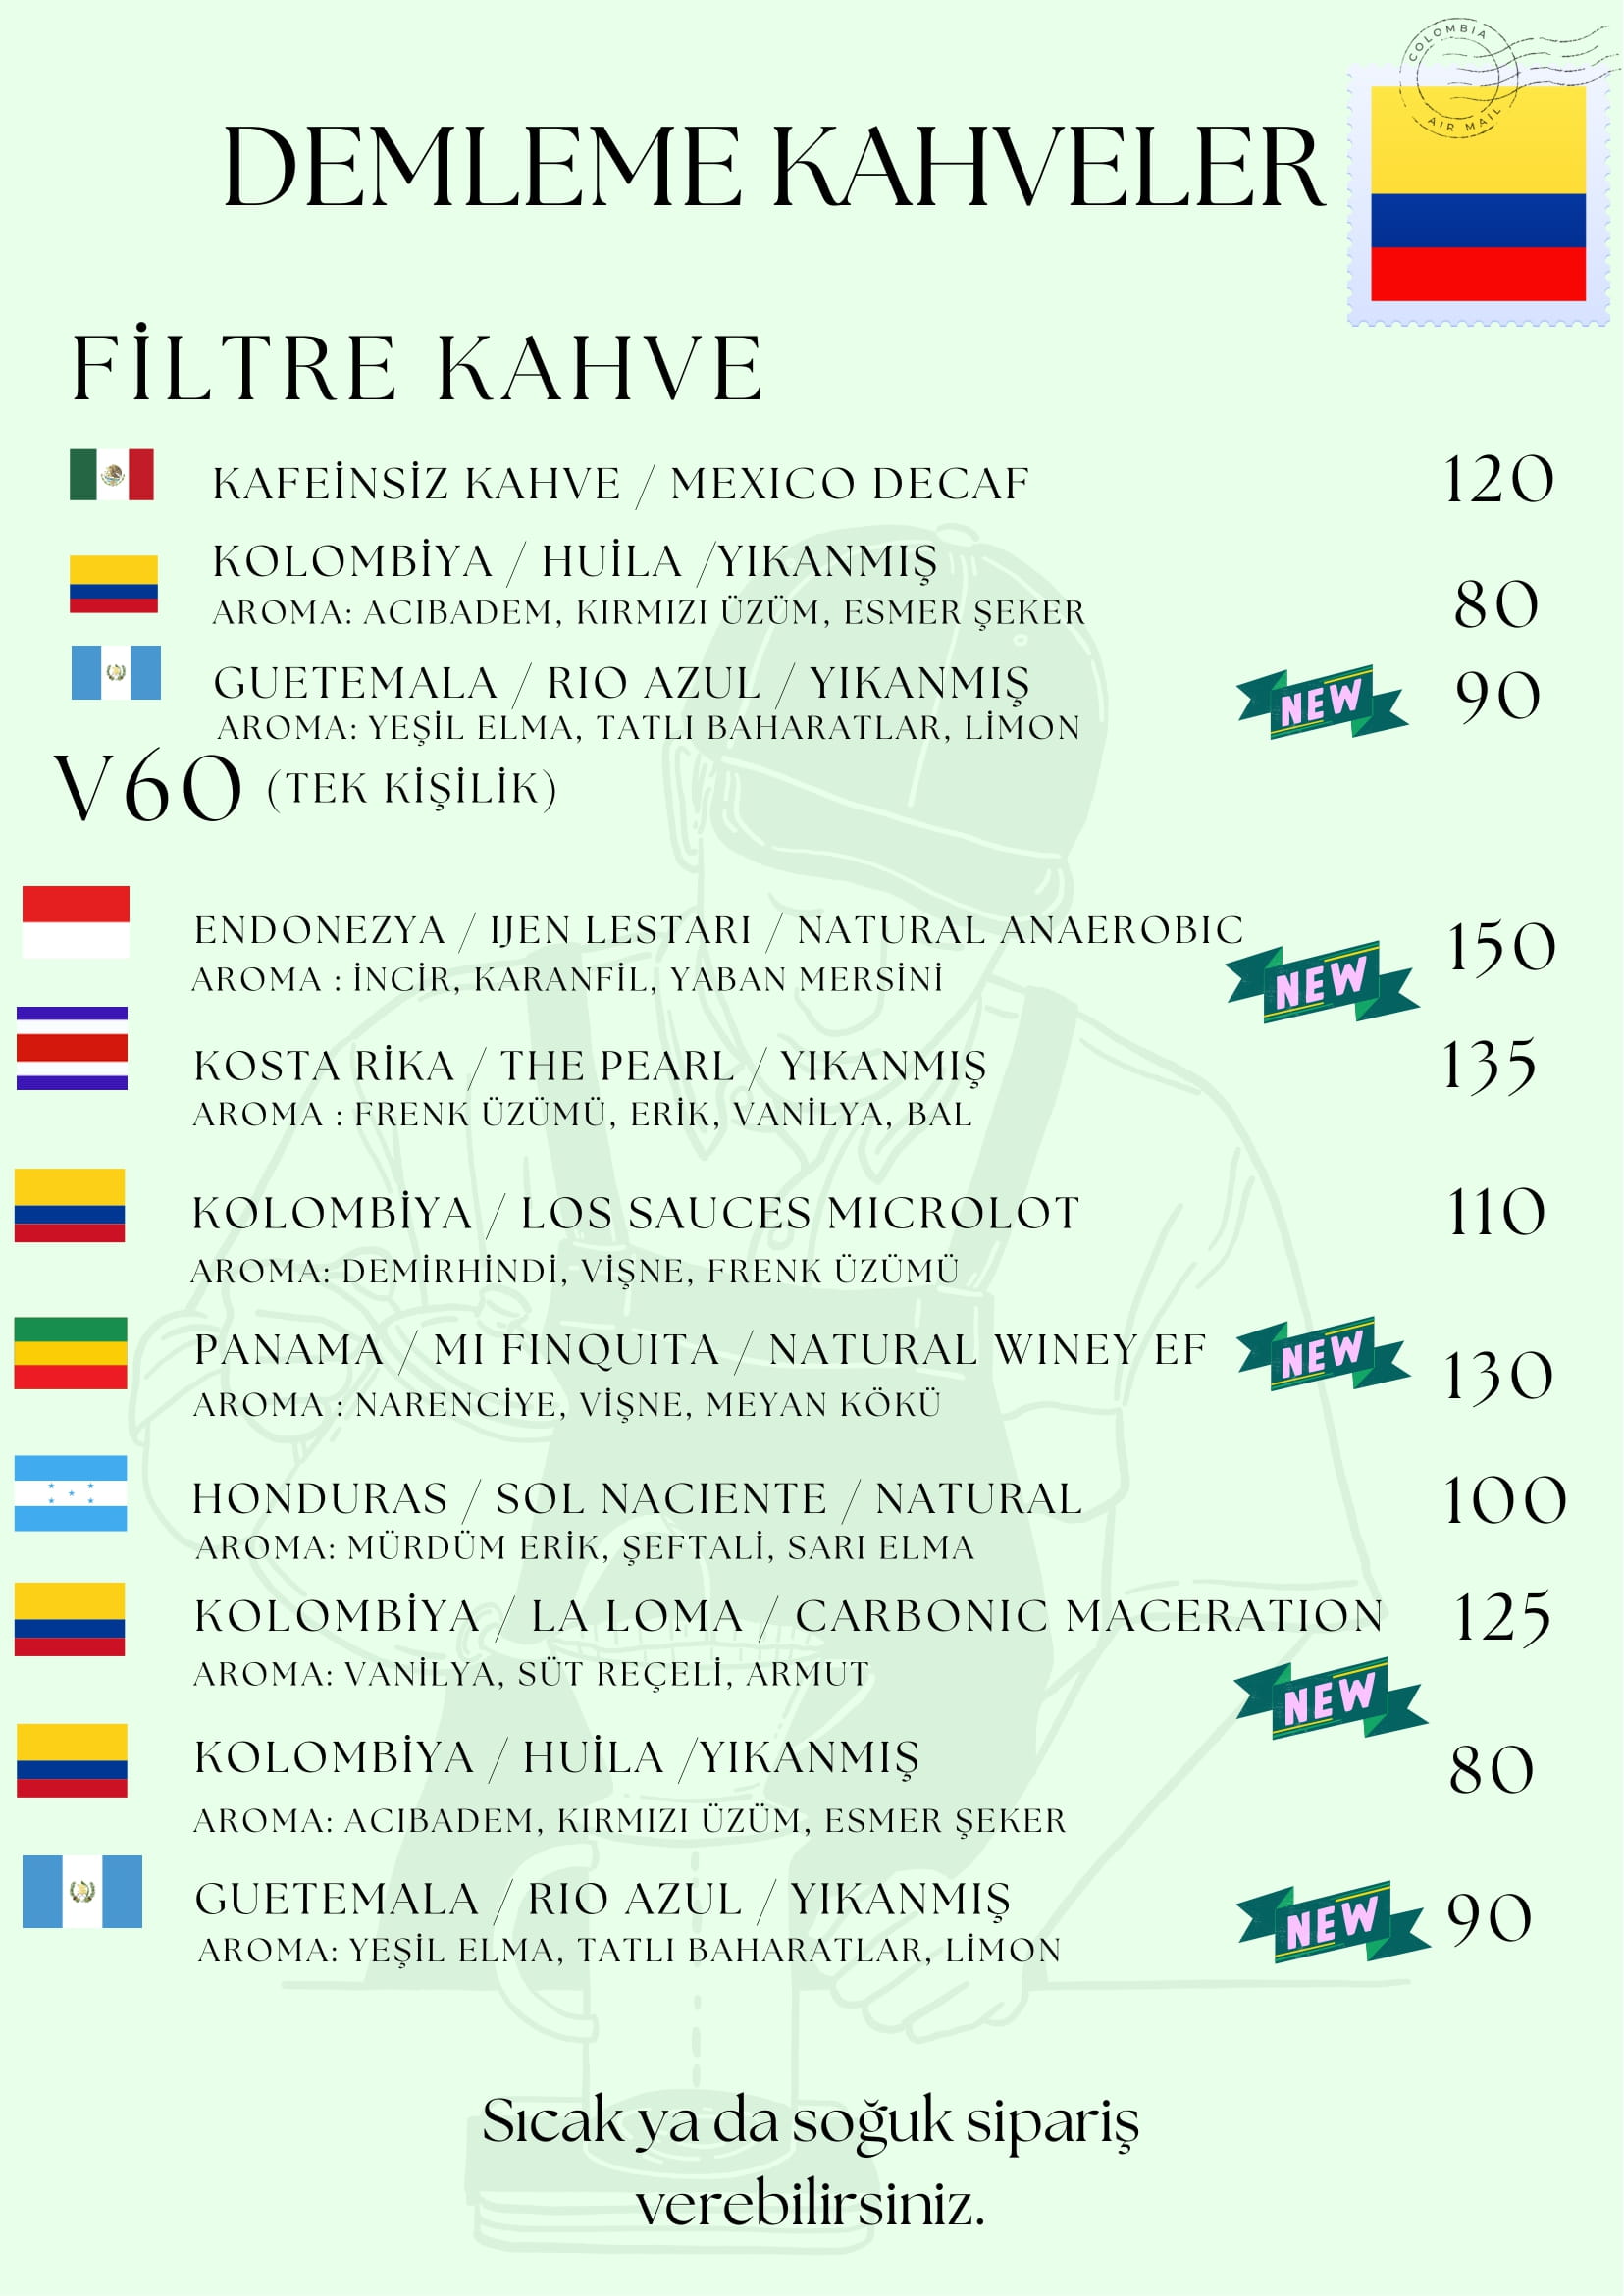 COLOMBIA
AIR MAIL
DEMLEME KAHVELER
FİLTRE KAHVE
KAFEİNSİZ KAHVE / MEXICO DECAF 120
KOLOMBİYA / HUİLA /YIKANMIŞ
AROMA: ACIBADEM, KIRMIZI ÜZÜM, ESMER ŞEKER 80
GUETEMALA / RIO AZUL / YIKANMIŞ NEW 90
AROMA: YEŞİL ELMA, TATLI BAHARATLAR, LİMON
V60 (TEK KİŞİLİK)
ENDONEZYA / IJEN LESTARI / NATURAL ANAEROBIC 150
AROMA : İNCİR, KARANFİL, YABAN MERSİNİ NEW
KOSTA RİKA / THE PEARL / YIKANMIŞ 135
AROMA : FRENK ÜZÜMÜ, ERİK, VANİLYA, BAL
KOLOMBİYA / LOS SAUCES MICROLOT 110
AROMA: DEMİRHİNDİ, VİŞNE, FRENK ÜZÜMÜ
PANAMA / MI FINQUITA / NATURAL WINEY EF NEW 130
AROMA : NARENCİYE, VİŞNE, MEYAN KÖKÜ
HONDURAS / SOL NACIENTE / NATURAL 100
AROMA: MÜRDÜM ERİK, ŞEFTALİ, SARI ELMA
KOLOMBİYA / LA LOMA / CARBONIC MACERATION 125
AROMA: VANİLYA, SÜT REÇELİ, ARMUT NEW
KOLOMBİYA / HUİLA /YIKANMIŞ 80
AROMA: ACIBADEM, KIRMIZI ÜZÜM, ESMER ŞEKER
GUETEMALA / RIO AZUL / YIKANMIŞ NEW 90
AROMA: YEŞİL ELMA, TATLI BAHARATLAR, LİMON
Sıcak ya da soğuk sipariş
verebilirsiniz.